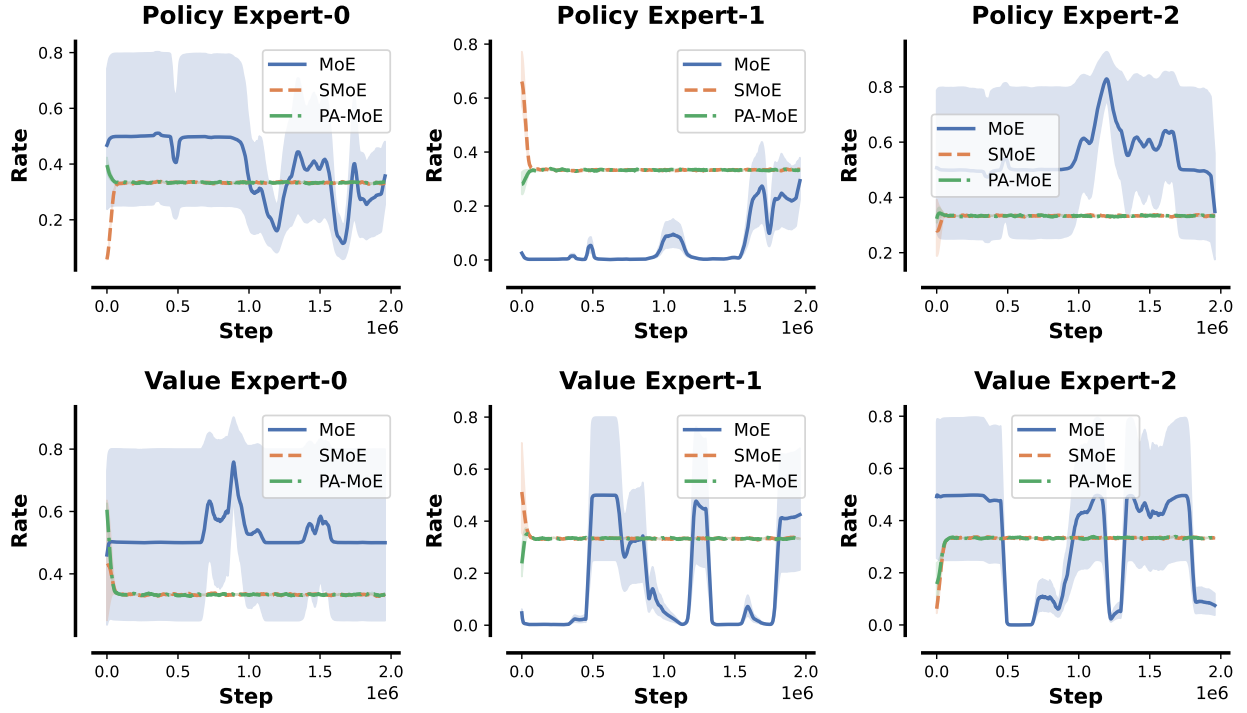 Policy Expert-0
Policy Expert-1
Policy Expert-2
Rate
0.8
0.6
0.4
0.2
MoE
SMoE
PA-MoE
0.0 0.5 1.0 1.5 2.0
1e6
Step
Rate
0.8
0.6
0.4
0.2
0.0
MoE
SMoE
PA-MoE
0.0 0.5 1.0 1.5 2.0
1e6
Step
Rate
0.8
0.6
0.4
0.2
MoE
SMoE
PA-MoE
0.0 0.5 1.0 1.5 2.0
1e6
Step
Value Expert-0
Value Expert-1
Value Expert-2
Rate
0.8
0.6
0.4
MoE
SMoE
PA-MoE
0.0 0.5 1.0 1.5 2.0
1e6
Step
Rate
0.8
0.6
0.4
0.2
0.0
MoE
SMoE
PA-MoE
0.0 0.5 1.0 1.5 2.0
1e6
Step
Rate
0.8
0.6
0.4
0.2
0.0
MoE
SMoE
PA-MoE
0.0 0.5 1.0 1.5 2.0
1e6
Step